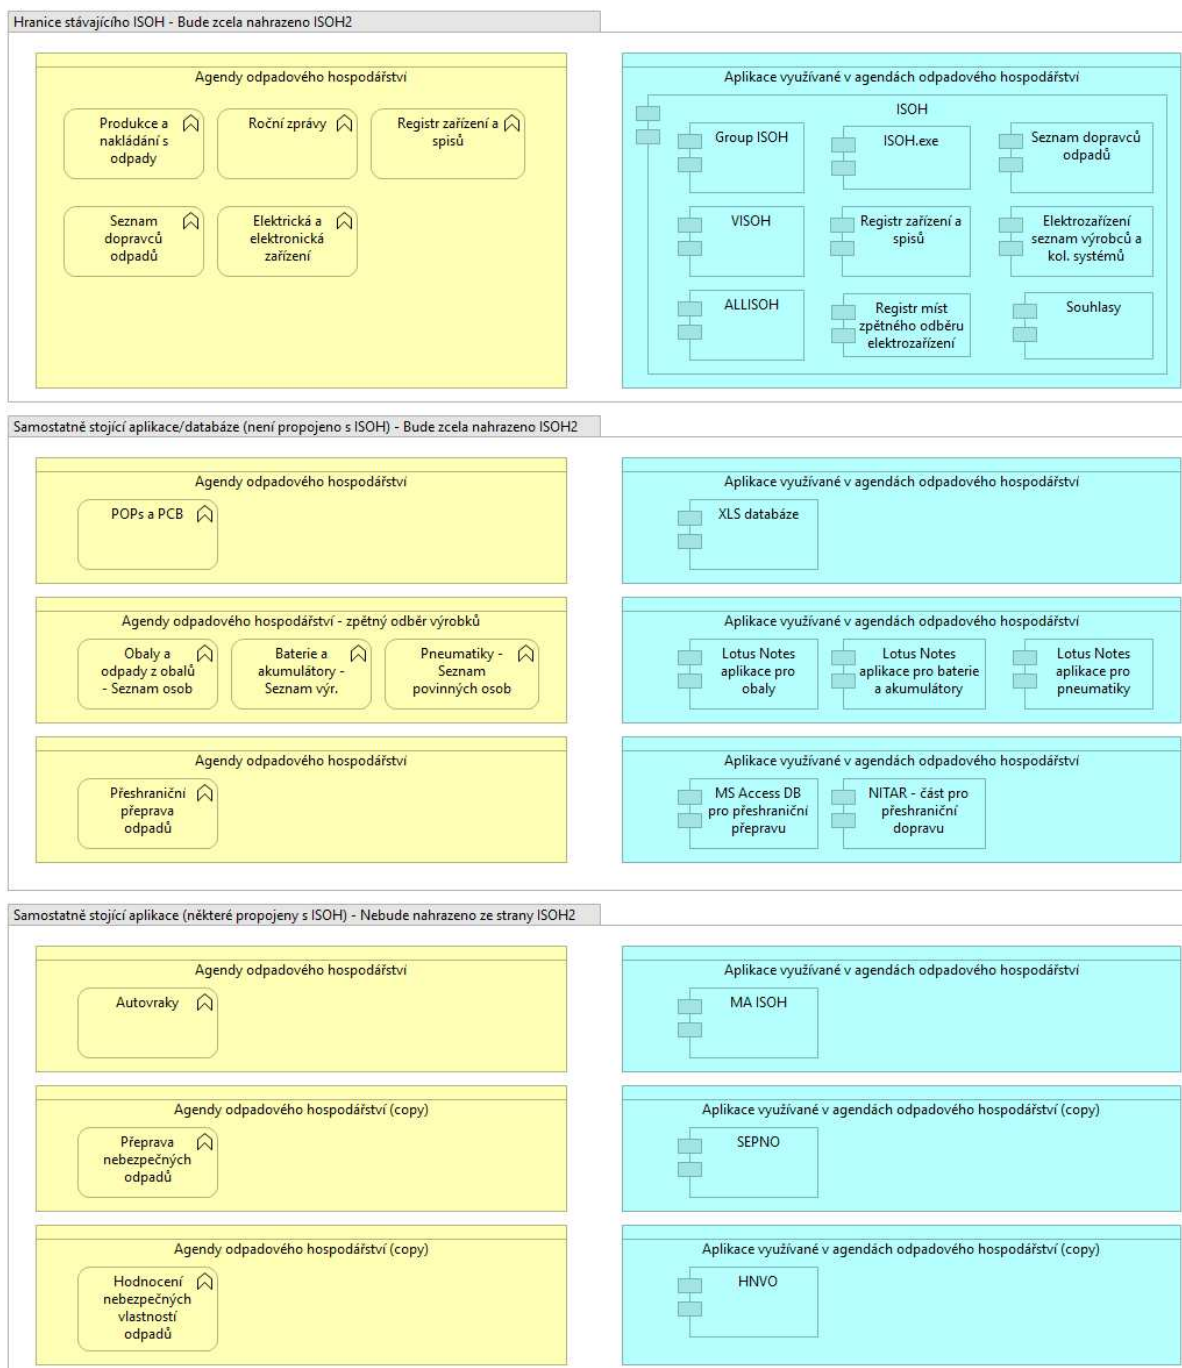 Hranice stávajícího ISOH - Bude zcela nahrazeno ISOH2
Agendy odpadového hospodářství
Produkce a
nakládání s
odpady
Roční zprávy
Registr zařízení a
spisů
Seznam
dopravců
odpadů
Elektrická a
elektronická
zařízení
Aplikace využívané v agendách odpadového hospodářství
ISOH
Group ISOH
ISOH.exe
Seznam dopravců
odpadů
VISOH
Registr zařízení a
spisů
Elektrozařízení
seznam výrobců a
kol. systémů
ALLISOH
Registr míst
zpětného odběru
elektrozařízení
Souhlasy
Samostatně stojící aplikace/databáze (není propojeno s ISOH) - Bude zcela nahrazeno ISOH2
Agendy odpadového hospodářství
POPs a PCB
Aplikace využívané v agendách odpadového hospodářství
XLS databáze
Agendy odpadového hospodářství - zpětný odběr výrobků
Obaly a
odpady z obalů
- Seznam osob
Baterie a
akumulátory -
Seznam výr.
Pneumatiky -
Seznam
povinných osob
Aplikace využívané v agendách odpadového hospodářství
Lotus Notes
aplikace pro
obaly
Lotus Notes
aplikace pro baterie
a akumulátory
Lotus Notes
aplikace pro
pneumatiky
Agendy odpadového hospodářství
Přeshraniční
přeprava
odpadů
Aplikace využívané v agendách odpadového hospodářství
MS Access DB
pro přeshraniční
přepravu
NITAR - část pro
přeshraniční
dopravu
Samostatně stojící aplikace (některé propojeny s ISOH) - Nebude nahrazeno ze strany ISOH2
Agendy odpadového hospodářství
Autovraky
Aplikace využívané v agendách odpadového hospodářství
MA ISOH
Agendy odpadového hospodářství (copy)
Přeprava
nebezpečných
odpadů
Aplikace využívané v agendách odpadového hospodářství (copy)
SEPNO
Agendy odpadového hospodářství (copy)
Hodnocení
nebezpečných
vlastností
odpadů
Aplikace využívané v agendách odpadového hospodářství (copy)
HNVO